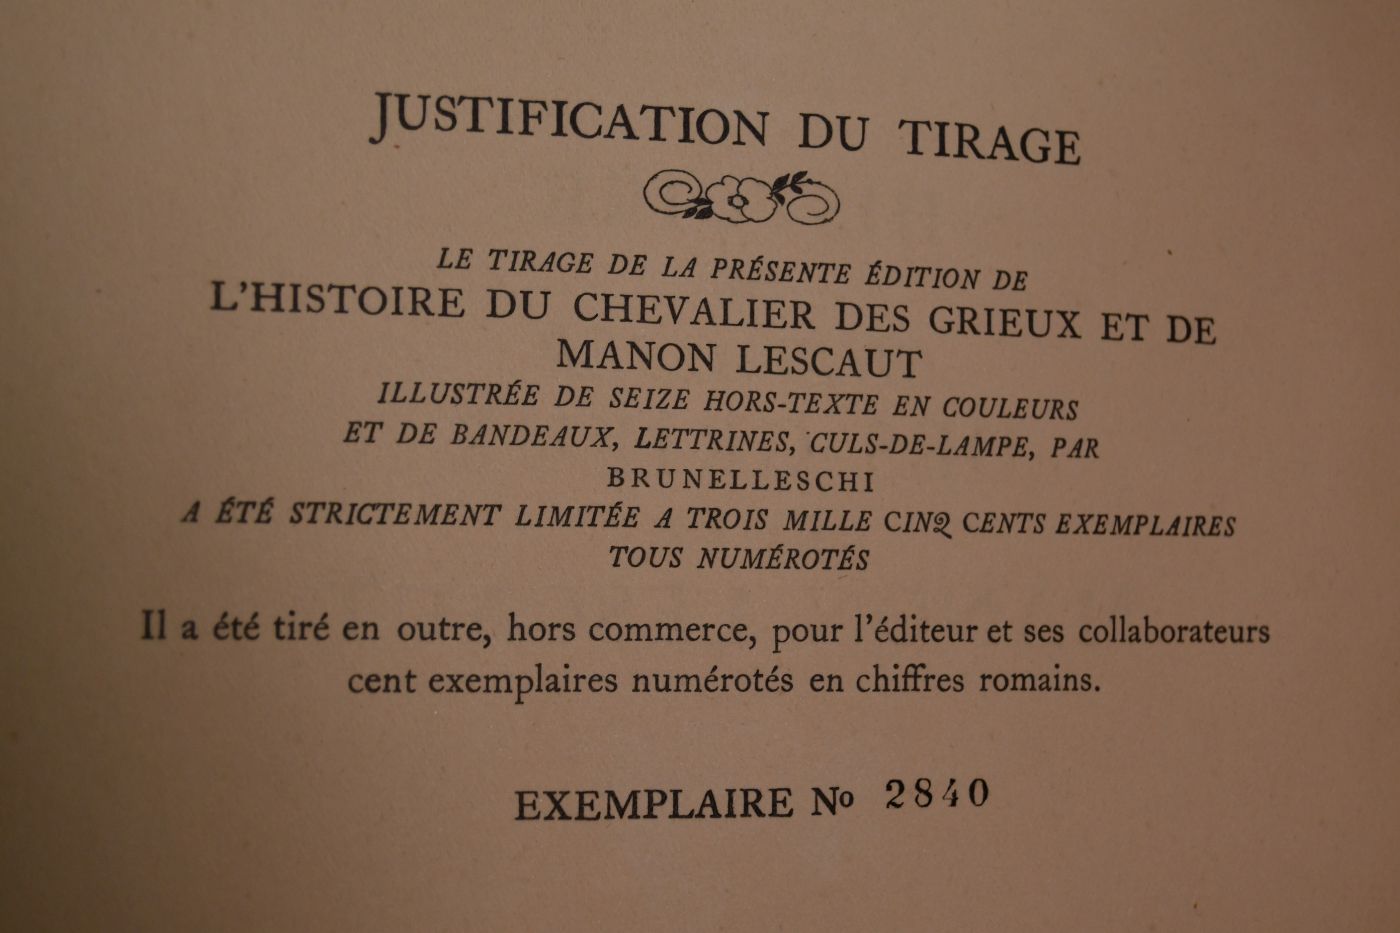 JUSTIFICATION DU TIRAGE
LE TIRAGE DE LA PRÉSENTE ÉDITION DE
L'HISTOIRE DU CHEVALIER DES GRIEUX ET DE
MANON LESCAUT
ILLUSTRÉE DE SEIZE HORS-TEXTE EN COULEURS
ET DE BANDEAUX, LETTRINES, CULS-DE-LAMPE, PAR
BRUNELLESCHI
A ÉTÉ STRICTEMENT LIMITÉE A TROIS MILLE CINQ CENTS EXEMPLAIRES
TOUS NUMÉROTÉS
Il a été tiré en outre, hors commerce, pour l'éditeur et ses collaborateurs
cent exemplaires numérotés en chiffres romains.
EXEMPLAIRE Nº 2840